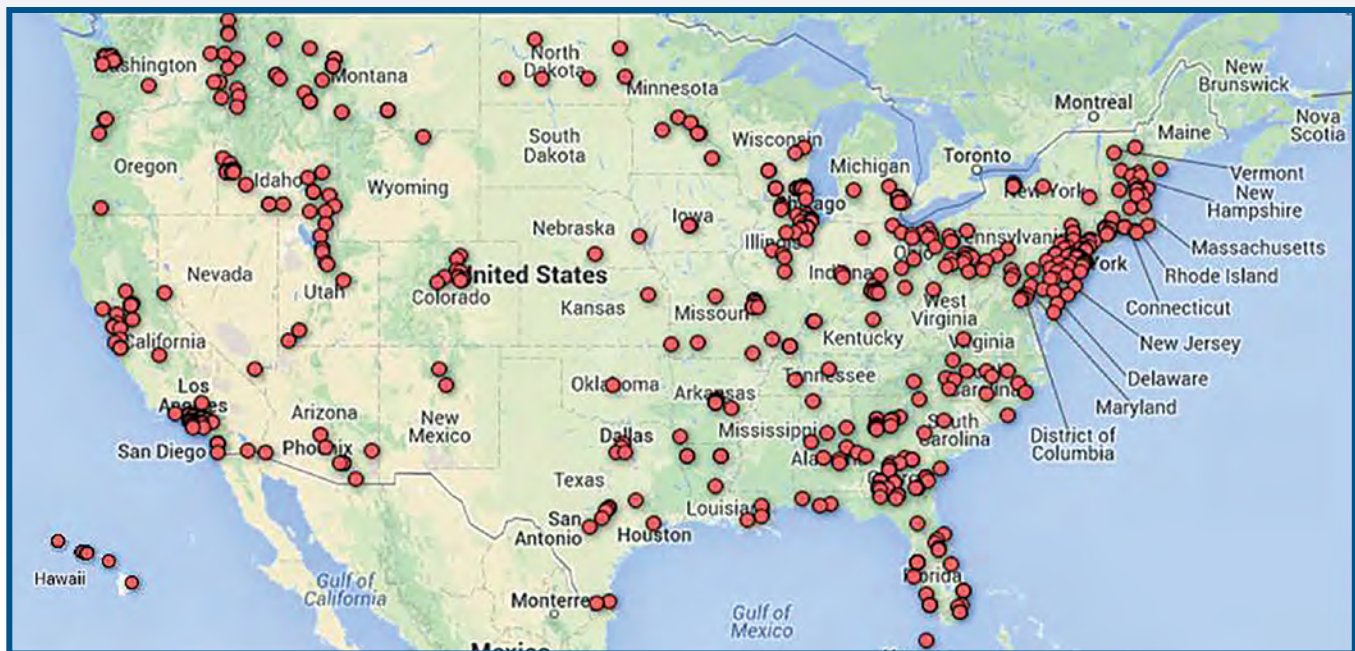 Washington
Montana
North
Dakota
Minnesota
Oregon
Idaho
Wyoming
South
Dakota
Wisconsin
Michigan
Toronto
Montreal
New
Brunswick
Nova
Scotia
Maine
New York
Vermont
New
Hampshire
Massachusetts
Rhode Island
Connecticut
New Jersey
Delaware
Maryland
District of
Columbia
Nevada
Utah
Colorado
Nebraska
Iowa
Chicago
Illinois
Indiana
Ohio
Pennsylvania
York
United States
Kansas
Missouri
West
Virginia
Kentucky
Virginia
California
Los
Angeles
San Diego
Arizona
Phoenix
New
Mexico
Oklahoma
Arkansas
Tennessee
Carolina
South
Carolina
Mississippi
Alabama
Dallas
Texas
San
Antonio
Houston
Louisiana
Florida
Hawaii
Gulf of
California
Monterrey
Gulf of
Mexico
Mexico